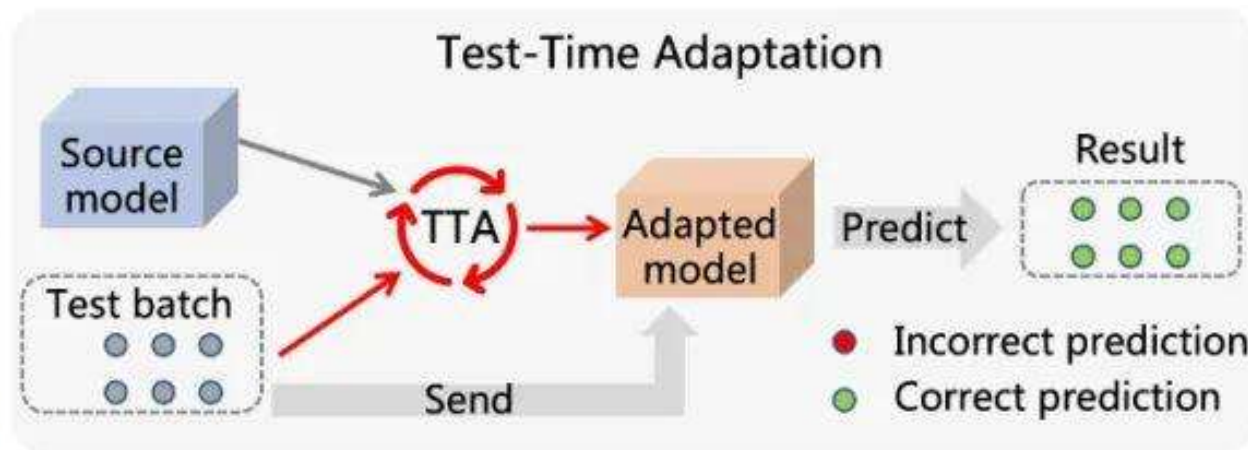 Test-Time Adaptation
Source
model
Test batch
TTA
Adapted
model
Send
Predict
Result
Incorrect prediction
Correct prediction